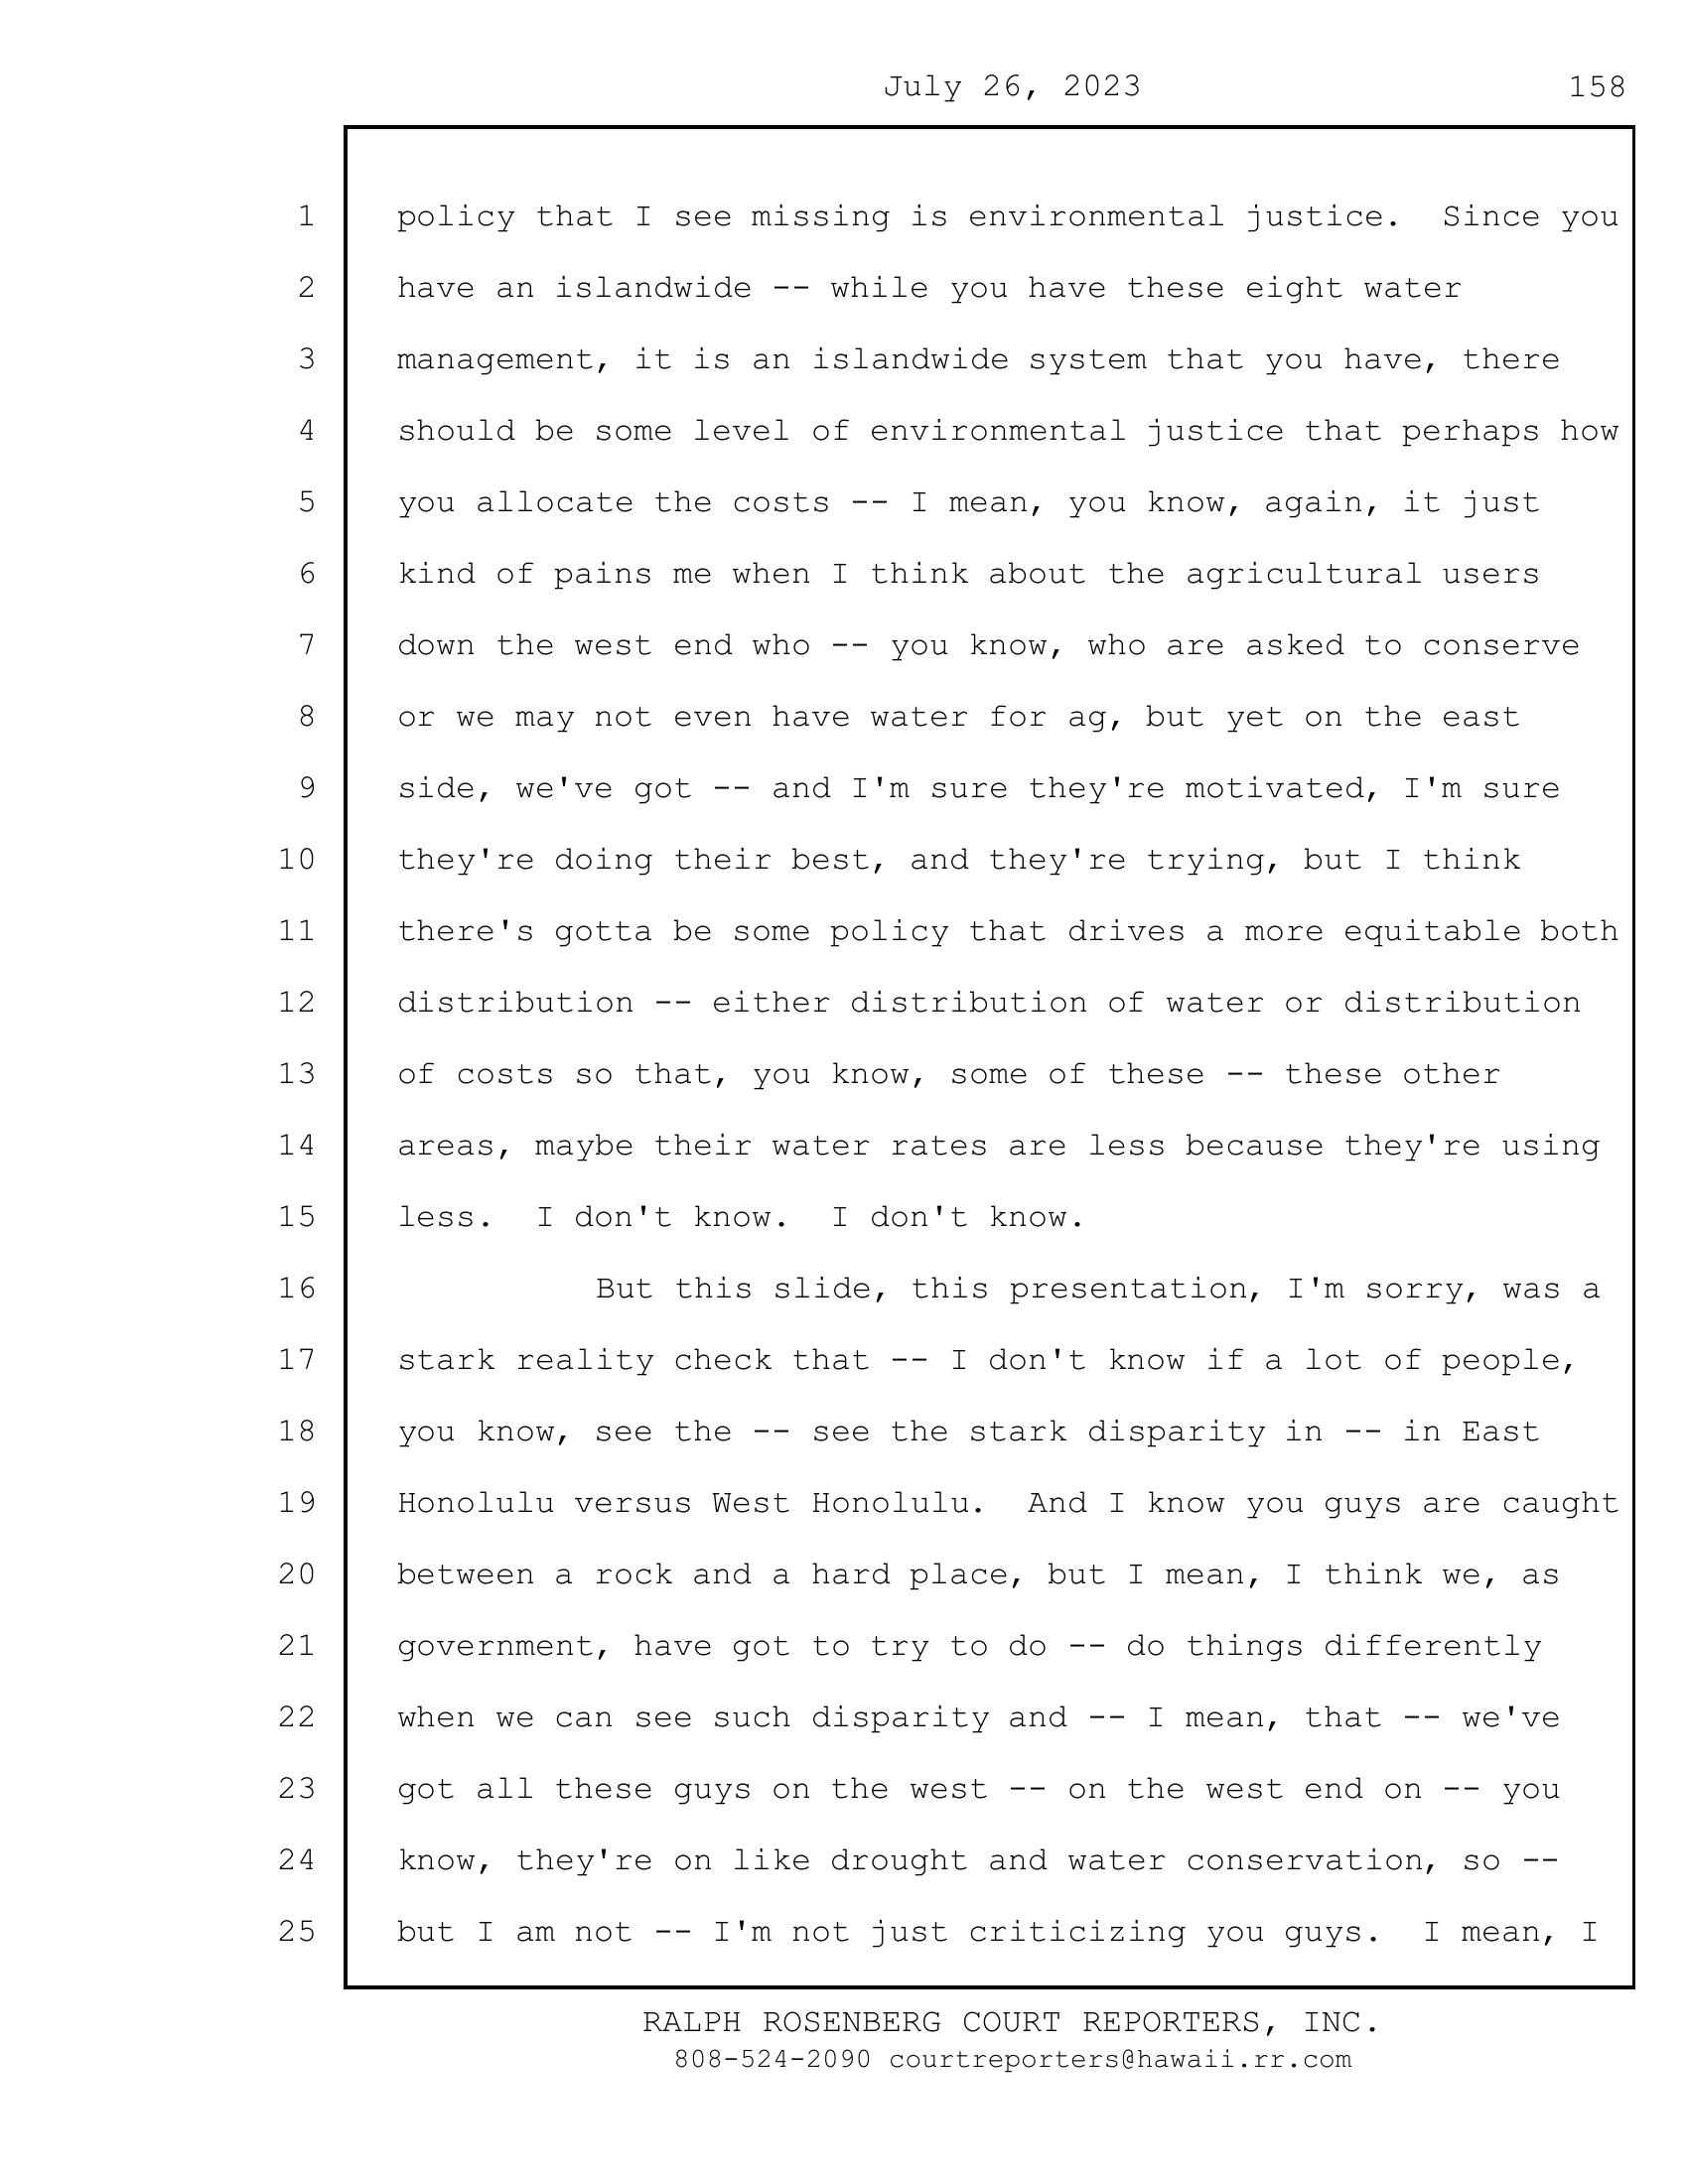 July 26, 2023 158
1 policy that I see missing is environmental justice.  Since you
2 have an islandwide -- while you have these eight water
3 management, it is an islandwide system that you have, there
4 should be some level of environmental justice that perhaps how
5 you allocate the costs -- I mean, you know, again, it just
6 kind of pains me when I think about the agricultural users
7 down the west end who -- you know, who are asked to conserve
8 or we may not even have water for ag, but yet on the east
9 side, we've got -- and I'm sure they're motivated, I'm sure
10 they're doing their best, and they're trying, but I think
11 there's gotta be some policy that drives a more equitable both
12 distribution -- either distribution of water or distribution
13 of costs so that, you know, some of these -- these other
14 areas, maybe their water rates are less because they're using
15 less.  I don't know.  I don't know.
16 But this slide, this presentation, I'm sorry, was a
17 stark reality check that -- I don't know if a lot of people,
18 you know, see the -- see the stark disparity in -- in East
19 Honolulu versus West Honolulu.  And I know you guys are caught
20 between a rock and a hard place, but I mean, I think we, as
21 government, have got to try to do -- do things differently
22 when we can see such disparity and -- I mean, that -- we've
23 got all these guys on the west -- on the west end on -- you
24 know, they're on like drought and water conservation, so --
25 but I am not -- I'm not just criticizing you guys.  I mean, I
RALPH ROSENBERG COURT REPORTERS, INC.
808-524-2090 courtreporters@hawaii.rr.com